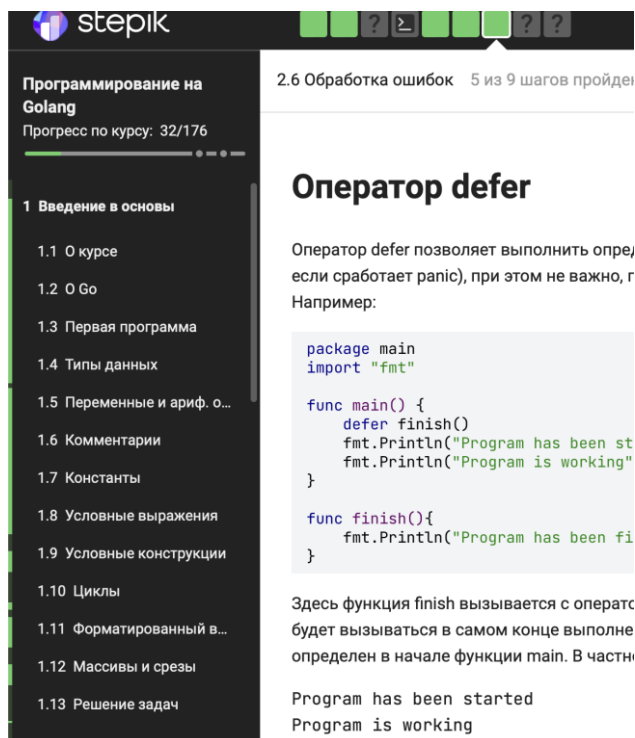 stepik
Программирование на
Golang
Прогресс по курсу: 32/176
1 Введение в основы
1.1 О курсе
1.2 О Go
1.3 Первая программа
1.4 Типы данных
1.5 Переменные и ариф. о...
1.6 Комментарии
1.7 Константы
1.8 Условные выражения
1.9 Условные конструкции
1.10 Циклы
1.11 Форматированный в...
1.12 Массивы и срезы
1.13 Решение задач
2.6 Обработка ошибок 5 из 9 шагов пройден
Оператор defer
Оператор defer позволяет выполнить опред
если сработает panic), при этом не важно, г
Например:
package main
import "fmt"
func main() {
defer finish()
fmt.Println("Program has been st
fmt.Println("Program is working"
}
func finish(){
fmt.Println("Program has been fi
}
Здесь функция finish вызывается с операто
будет вызываться в самом конце выполне
определен в начале функции main. В частно
Program has been started
Program is working